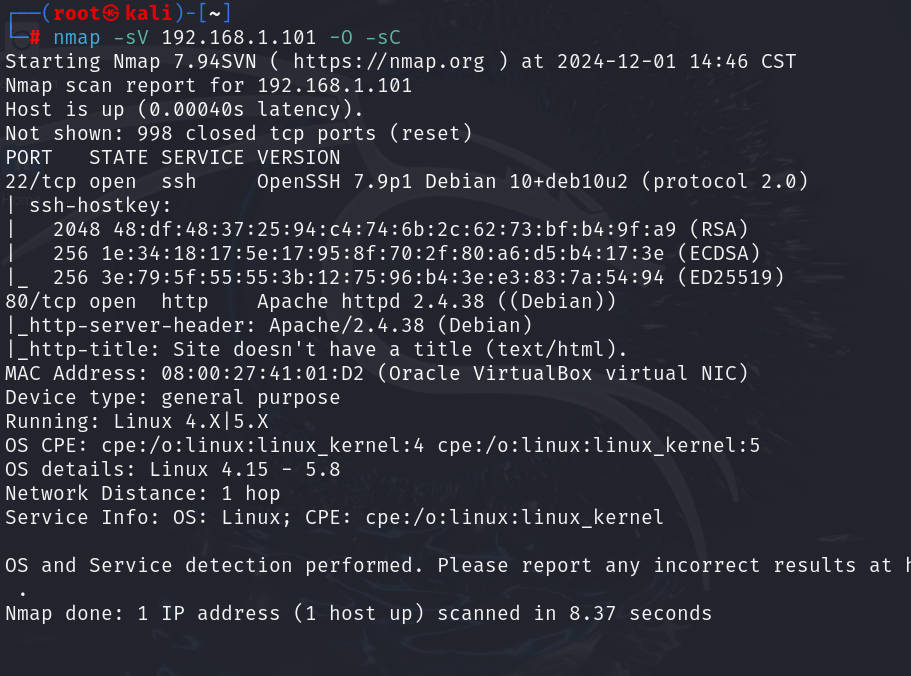 ┌──(root㉿kali)-[~]
└─# nmap -sV 192.168.1.101 -O -sC
Starting Nmap 7.94SVN ( https://nmap.org ) at 2024-12-01 14:46 CST
Nmap scan report for 192.168.1.101
Host is up (0.00040s latency).
Not shown: 998 closed tcp ports (reset)
PORT   STATE SERVICE VERSION
22/tcp open  ssh     OpenSSH 7.9p1 Debian 10+deb10u2 (protocol 2.0)
| ssh-hostkey:
|   2048 48:df:48:37:25:94:c4:74:6b:2c:62:73:bf:b4:9f:a9 (RSA)
|   256 1e:34:18:17:5e:17:95:8f:70:2f:80:a6:d5:b4:17:3e (ECDSA)
|_  256 3e:79:5f:55:55:3b:12:75:96:b4:3e:e3:83:7a:54:94 (ED25519)
80/tcp open  http    Apache httpd 2.4.38 ((Debian))
|_http-server-header: Apache/2.4.38 (Debian)
|_http-title: Site doesn't have a title (text/html).
MAC Address: 08:00:27:41:01:D2 (Oracle VirtualBox virtual NIC)
Device type: general purpose
Running: Linux 4.X|5.X
OS CPE: cpe:/o:linux:linux_kernel:4 cpe:/o:linux:linux_kernel:5
OS details: Linux 4.15 - 5.8
Network Distance: 1 hop
Service Info: OS: Linux; CPE: cpe:/o:linux:linux_kernel

OS and Service detection performed. Please report any incorrect results at h
 .
Nmap done: 1 IP address (1 host up) scanned in 8.37 seconds